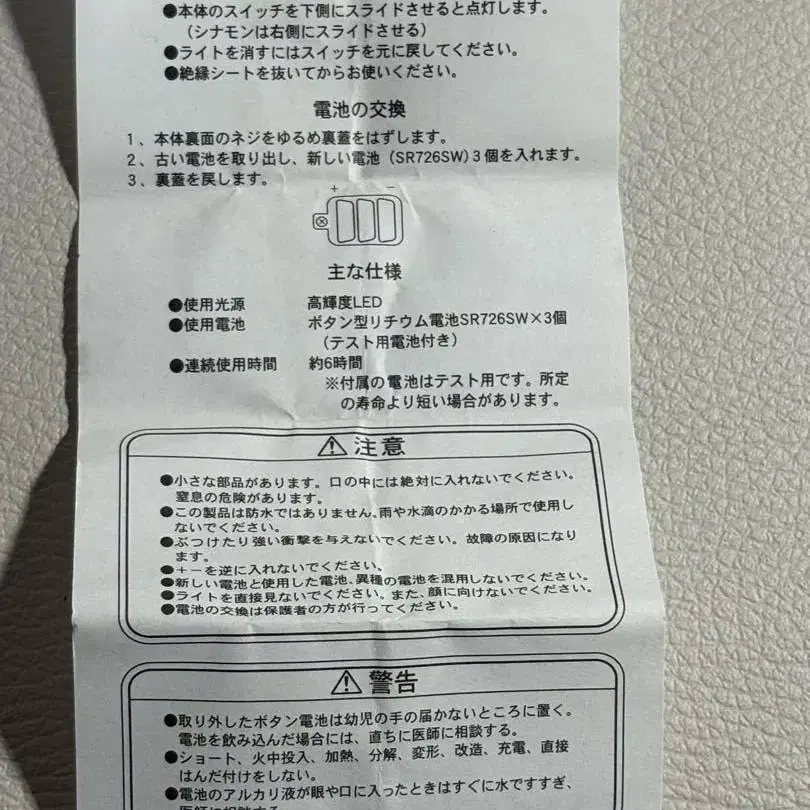 ●本体のスイッチを下側にスライドさせると点灯します。
（シナモンは右側にスライドさせる）
●ライトを消すにはスイッチを元に戻してください。
●絶縁シートを抜いてからお使いください。
電池の交換
1、本体裏面のネジをゆるめ裏蓋をはずします。
2、古い電池を取り出し、新しい電池（SR726SW）3個を入れます。
3、裏蓋を戻します。
＋ −
主な仕様
●使用光源 高輝度LED
●使用電池 ボタン型リチウム電池SR726SW×3個
（テスト用電池付き）
●連続使用時間 約6時間
※付属の電池はテスト用です。所定
の寿命より短い場合があります。
⚠注意
●小さな部品があります。口の中には絶対に入れないでください。
窒息の危険があります。
●この製品は防水ではありません、雨や水滴のかかる場所で使用し
ないでください。
●ぶつけたり強い衝撃を与えないでください。故障の原因になり
ます。
●＋−を逆に入れないでください。
●新しい電池と使用した電池、異種の電池を混用しないでください。
●ライトを直接見ないでください。また、顔に向けないでください。
●電池の交換は保護者の方が行ってください。
⚠警告
●取り外したボタン電池は幼児の手の届かないところに置く。
電池を飲み込んだ場合には、直ちに医師に相談する。
●ショート、火中投入、加熱、分解、変形、改造、充電、直接
はんだ付けをしない。
●電池のアルカリ液が眼や口に入ったときはすぐに水ですすぎ、
医師に相談する。